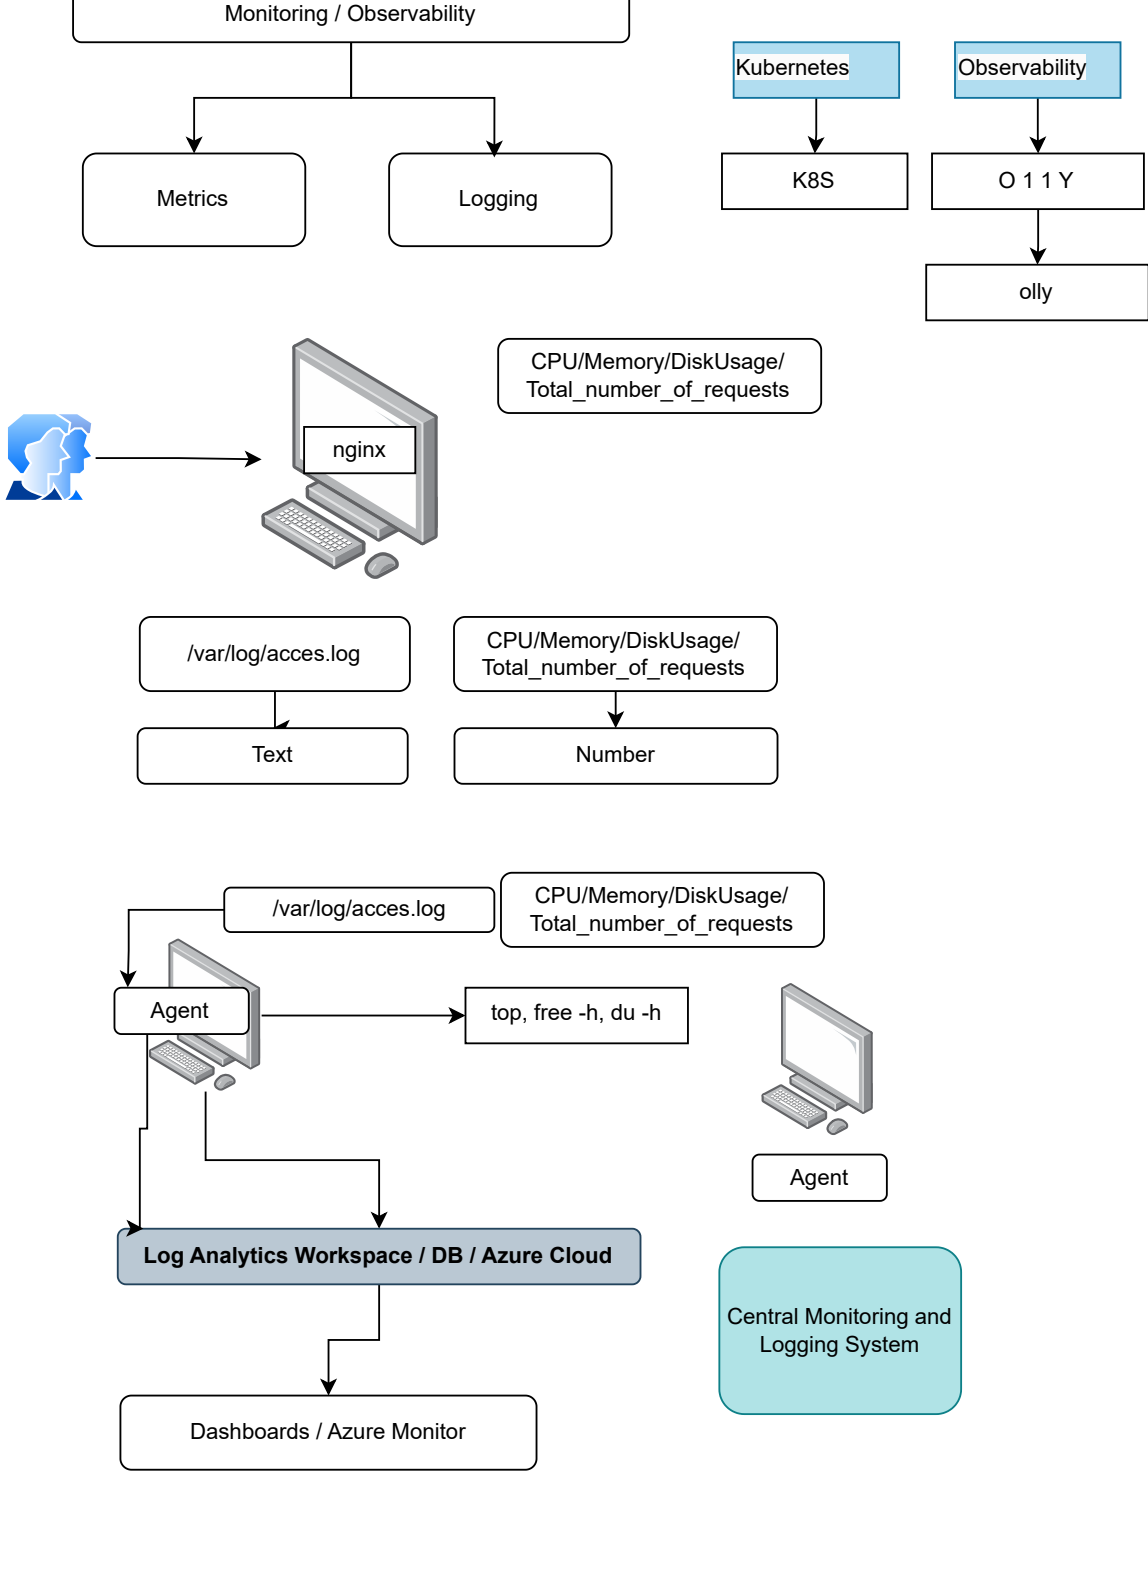 Monitoring / Observability
Kubernetes
Observability
Metrics
Logging
K8S
O 1 1 Y
olly
CPU/Memory/DiskUsage/
Total_number_of_requests
nginx
/var/log/acces.log
CPU/Memory/DiskUsage/
Total_number_of_requests
Text
Number
/var/log/acces.log
CPU/Memory/DiskUsage/
Total_number_of_requests
Agent
top, free -h, du -h
Agent
Log Analytics Workspace / DB / Azure Cloud
Central Monitoring and
Logging System
Dashboards / Azure Monitor